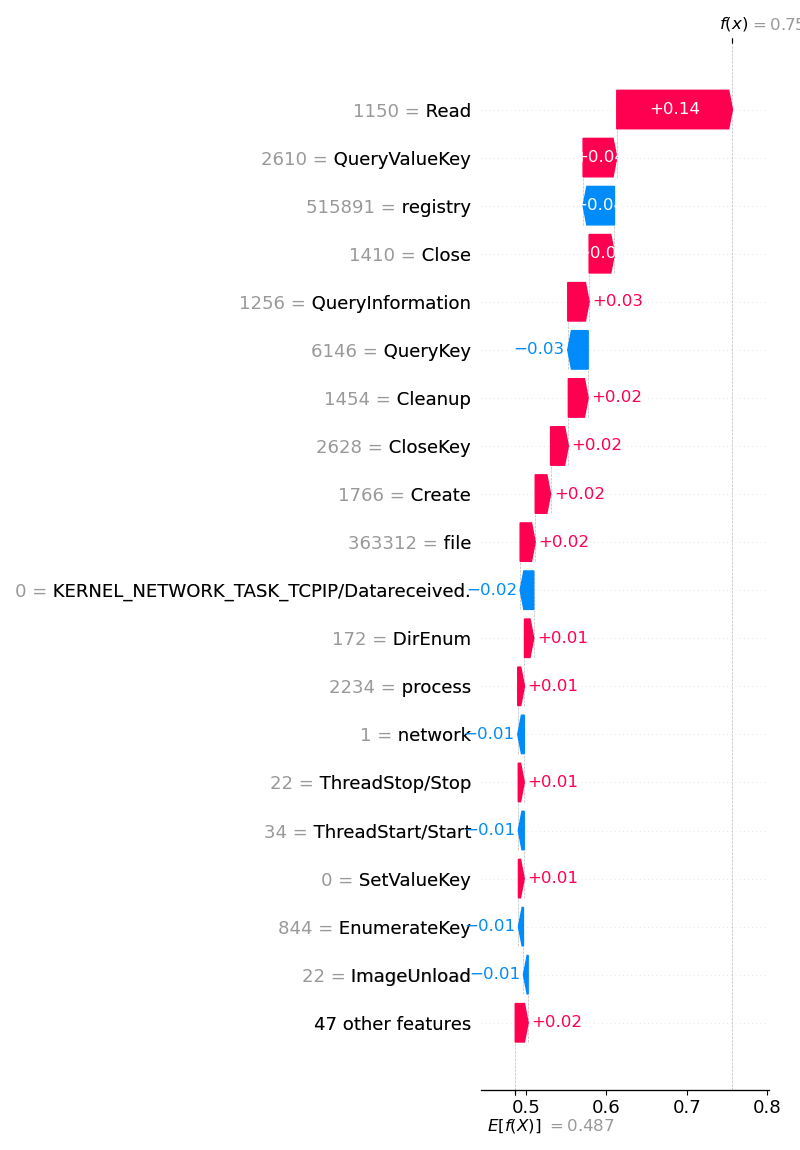 f(x) = 0.75
1150 = Read
+0.14
2610 = QueryValueKey
+0.04
515891 = registry
−0.04
1410 = Close
1256 = QueryInformation
+0.03
6146 = QueryKey
−0.03
1454 = Cleanup
+0.02
2628 = CloseKey
+0.02
1766 = Create
+0.02
363312 = file
+0.02
0 = KERNEL_NETWORK_TASK_TCPIP/Datareceived.
−0.02
172 = DirEnum
+0.01
2234 = process
+0.01
1 = network
−0.01
22 = ThreadStop/Stop
+0.01
34 = ThreadStart/Start
−0.01
0 = SetValueKey
+0.01
844 = EnumerateKey
−0.01
22 = ImageUnload
−0.01
47 other features
+0.02
0.5 0.6 0.7 0.8
E[f(X)] = 0.487